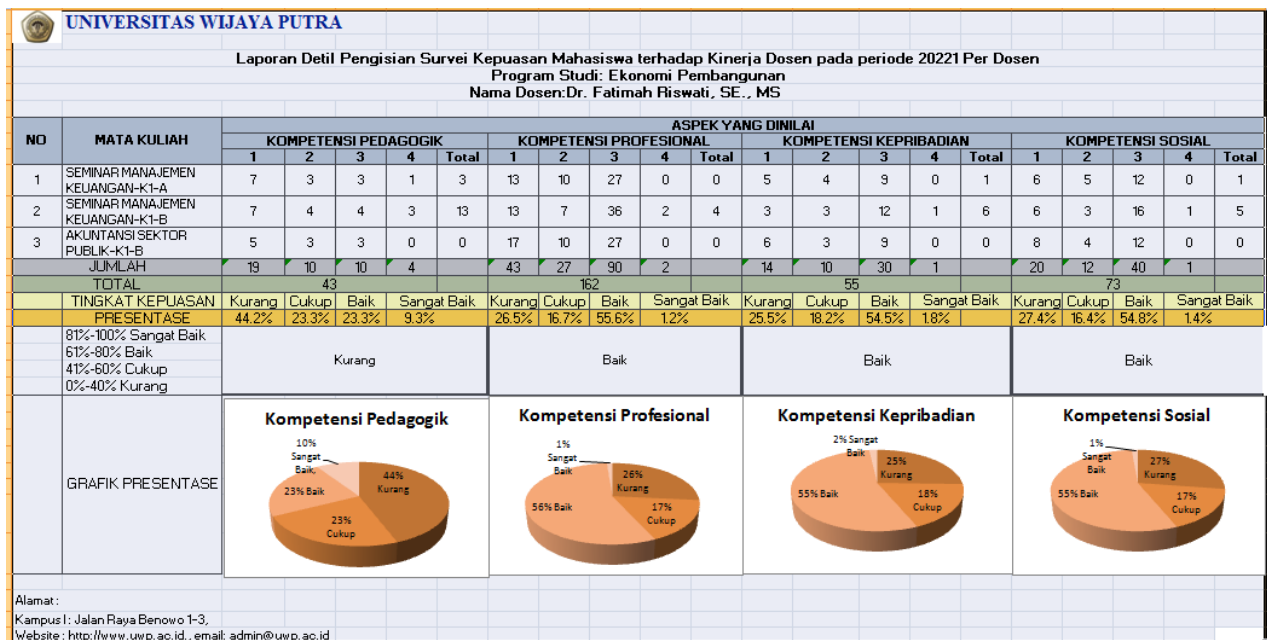 UNIVERSITAS WIJAYA PUTRA
Laporan Detil Pengisian Survei Kepuasan Mahasiswa terhadap Kinerja Dosen pada periode 20221 Per Dosen
Program Studi: Ekonomi Pembangunan
Nama Dosen:Dr. Fatimah Riswati, SE., MS
NO MATA KULIAH ASPEK YANG DINILAI
KOMPETENSI PEDAGOGIK KOMPETENSI PROFESIONAL KOMPETENSI KEPRIBADIAN KOMPETENSI SOSIAL
1 2 3 4 Total 1 2 3 4 Total 1 2 3 4 Total 1 2 3 4 Total
1 SEMINAR MANAJEMEN KEUANGAN-K1-A 7 3 3 1 3 13 10 27 0 0 5 4 9 0 1 6 5 12 0 1
2 SEMINAR MANAJEMEN KEUANGAN-K1-B 7 4 4 3 13 13 7 36 2 4 3 3 12 1 6 6 3 16 1 5
3 AKUNTANSI SEKTOR PUBLIK-K1-B 5 3 3 0 0 17 10 27 0 0 6 3 9 0 0 8 4 12 0 0
JUMLAH 19 10 10 4 43 27 90 2 14 10 30 1 20 12 40 1
TOTAL 43 162 55 73
TINGKAT KEPUASAN Kurang Cukup Baik Sangat Baik Kurang Cukup Baik Sangat Baik Kurang Cukup Baik Sangat Baik Kurang Cukup Baik Sangat Baik
PRESENTASE 44.2% 23.3% 23.3% 9.3% 26.5% 16.7% 55.6% 1.2% 25.5% 18.2% 54.5% 1.8% 27.4% 16.4% 54.8% 1.4%
81%-100% Sangat Baik
61%-80% Baik
41%-60% Cukup
0%-40% Kurang
Kurang Baik Baik Baik
GRAFIK PRESENTASE
Kompetensi Pedagogik
10% Sangat Baik,
44% Kurang
23% Baik
23% Cukup
Kompetensi Profesional
1% Sangat Baik
26% Kurang
56% Baik
17% Cukup
Kompetensi Kepribadian
2% Sangat Baik
25% Kurang
55% Baik
18% Cukup
Kompetensi Sosial
1% Sangat Baik
27% Kurang
55% Baik
17% Cukup
Alamat :
Kampus I : Jalan Raya Benowo 1-3,
Website : http://www.uwp.ac.id., email: admin@uwp.ac.id